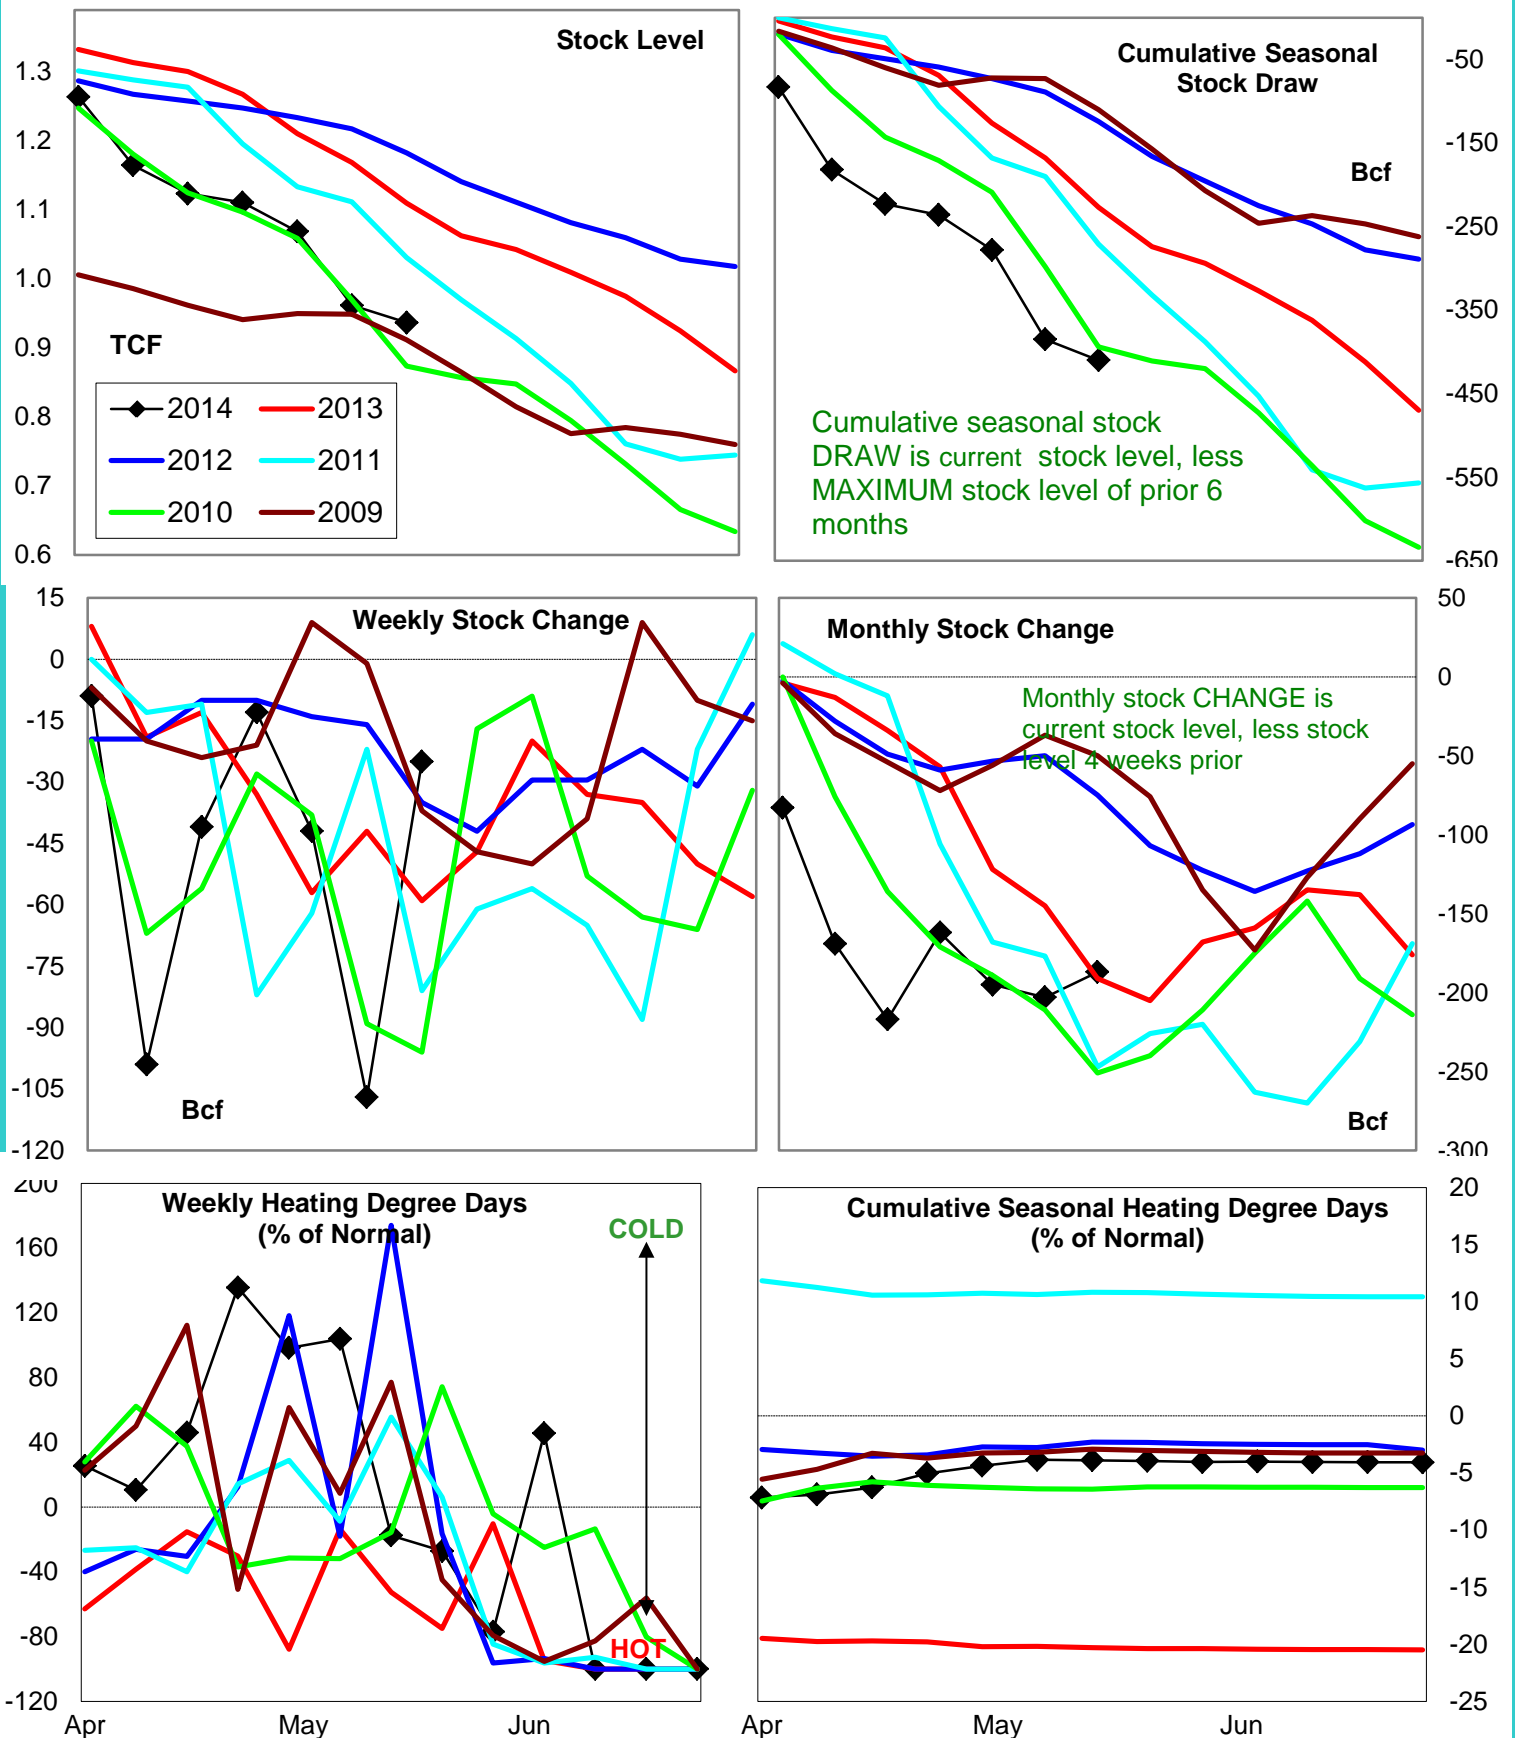 Stock Level
1.3
1.2
1.1
1.0
0.9
0.8
0.7
0.6
TCF
2014
2013
2012
2011
2010
2009
Cumulative Seasonal
Stock Draw
-50
-150
-250
-350
-450
-550
-650
Bcf
Cumulative seasonal stock
DRAW is current stock level, less
MAXIMUM stock level of prior 6
months
Weekly Stock Change
15
0
-15
-30
-45
-60
-75
-90
-105
-120
Bcf
Monthly Stock Change
50
0
-50
-100
-150
-200
-250
-300
Monthly stock CHANGE is
current stock level, less stock
level 4 weeks prior
Bcf
Weekly Heating Degree Days
(% of Normal)
200
160
120
80
40
0
-40
-80
-120
COLD
HOT
Apr
May
Jun
Cumulative Seasonal Heating Degree Days
(% of Normal)
20
15
10
5
0
-5
-10
-15
-20
-25
Apr
May
Jun